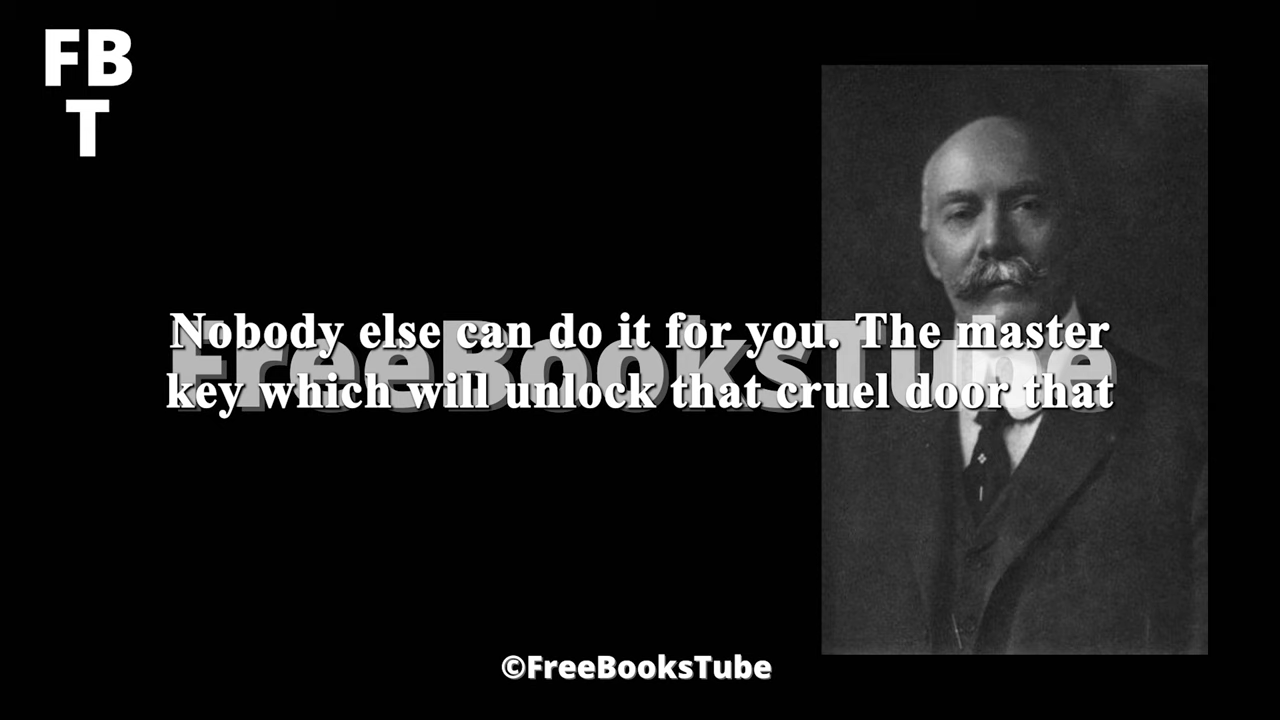 FB
T
Nobody else can do it for you. The master
key which will unlock that cruel door that
FreeBooksTube
©FreeBooksTube